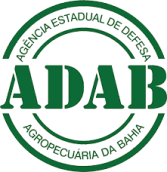 AGÊNCIA ESTADUAL DE DEFESA
ADAB
AGROPECUÁRIA DA BAHIA